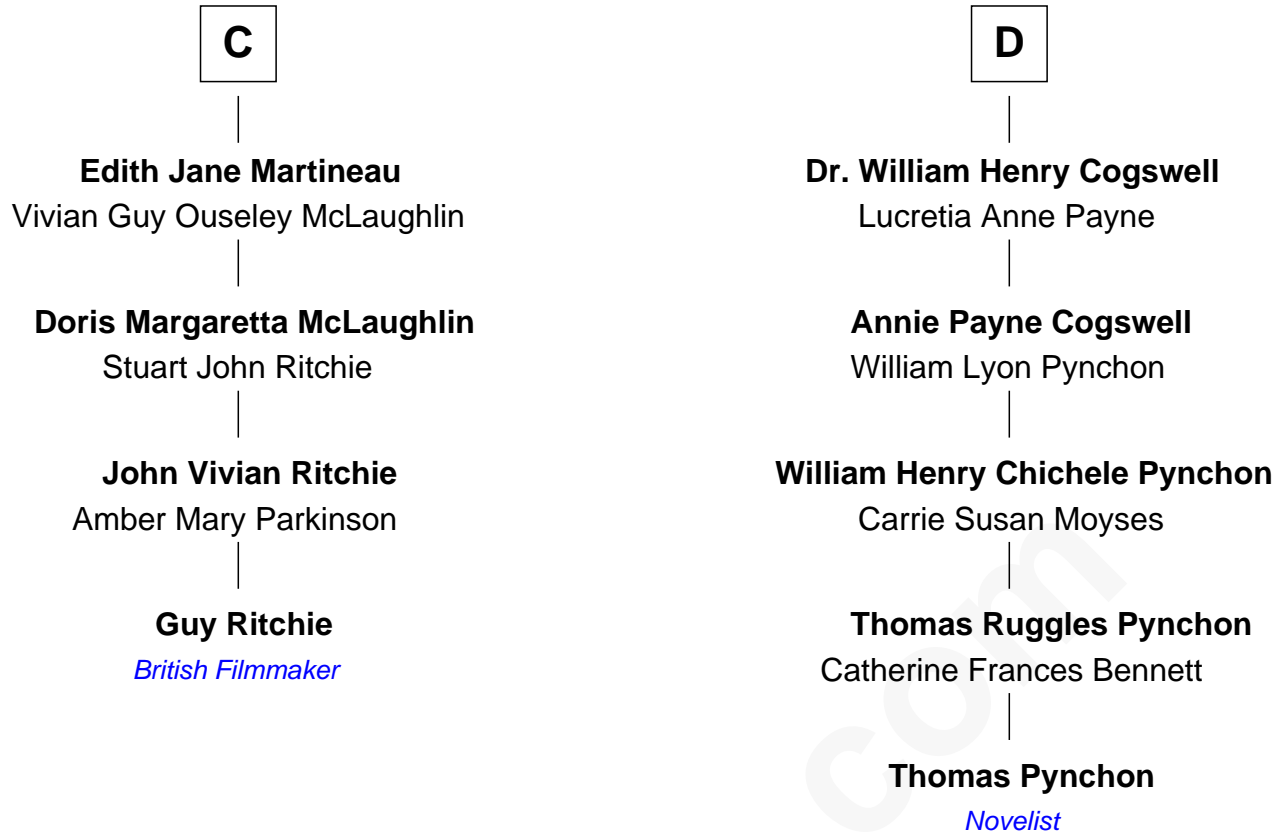 C
Edith Jane Martineau
Vivian Guy Ouseley McLaughlin
Doris Margaretta McLaughlin
Stuart John Ritchie
John Vivian Ritchie
Amber Mary Parkinson
Guy Ritchie
British Filmmaker
D
Dr. William Henry Cogswell
Lucretia Anne Payne
Annie Payne Cogswell
William Lyon Pynchon
William Henry Chichele Pynchon
Carrie Susan Moyses
Thomas Ruggles Pynchon
Catherine Frances Bennett
Thomas Pynchon
Novelist
com